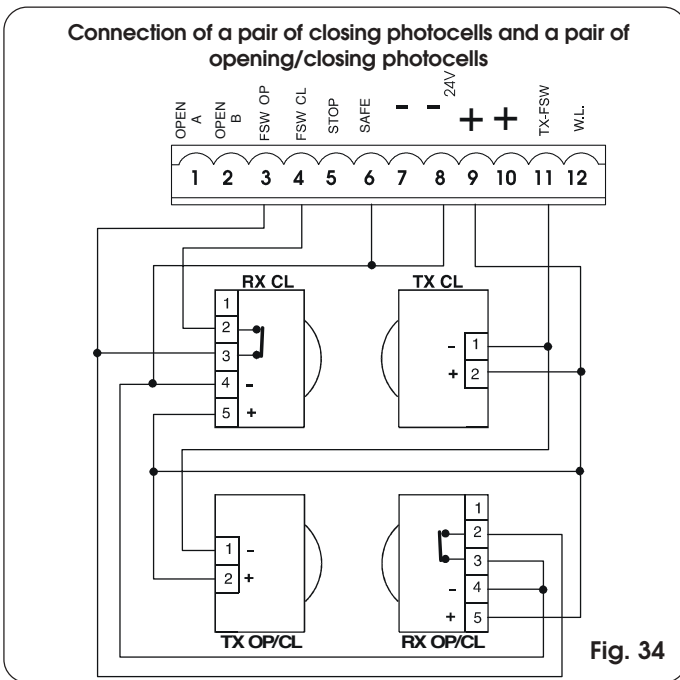 Connection of a pair of closing photocells and a pair of
opening/closing photocells
OPEN A
OPEN B
FSW OP
FSW CL
STOP
SAFE
-
-
24V
+
+
TX-FSW
W.L.
1 2 3 4 5 6 7 8 9 10 11 12
RX CL
1
2
3
4 -
5 +
TX CL
- 1
+ 2
1 -
2 +
TX OP/CL
1
2
3
- 4
+ 5
RX OP/CL
Fig. 34